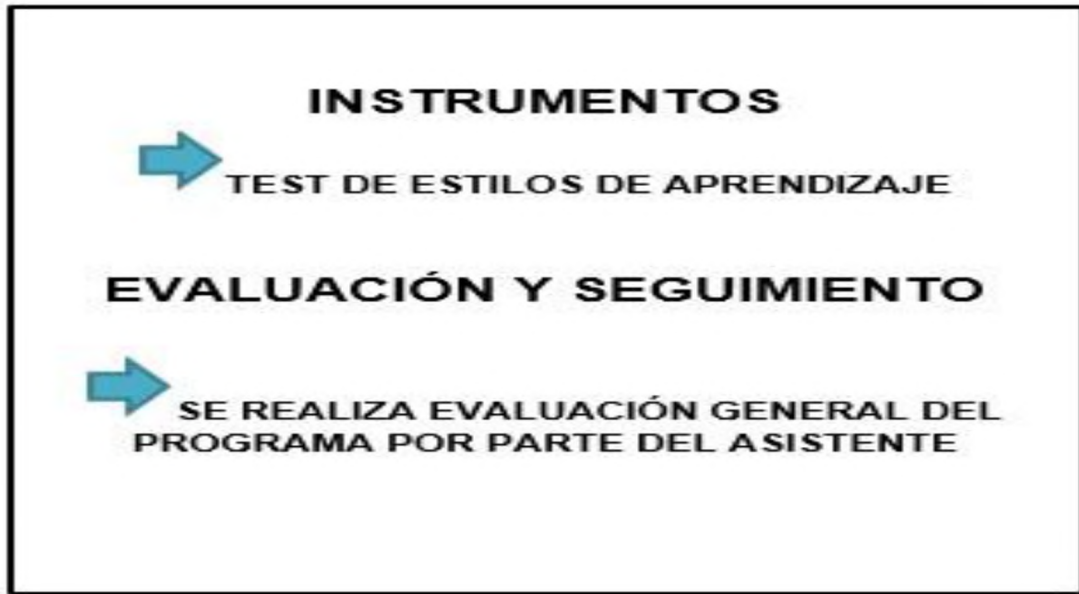 INSTRUMENTOS
TEST DE ESTILOS DE APRENDIZAJE
EVALUACIÓN Y SEGUIMIENTO
SE REALIZA EVALUACIÓN GENERAL DEL
PROGRAMA POR PARTE DEL ASISTENTE